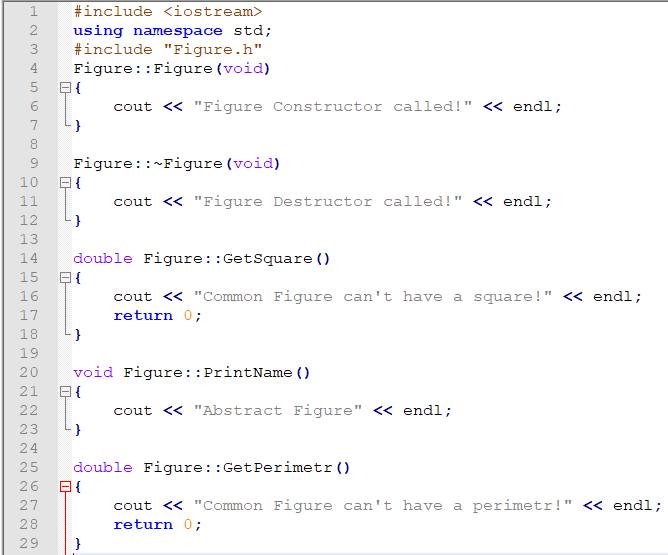 1 #include <iostream>
2 using namespace std;
3 #include "Figure.h"
4 Figure::Figure(void)
5 {
6 cout << "Figure Constructor called!" << endl;
7 }
8
9 Figure::~Figure(void)
10 {
11 cout << "Figure Destructor called!" << endl;
12 }
13
14 double Figure::GetSquare()
15 {
16 cout << "Common Figure can't have a square!" << endl;
17 return 0;
18 }
19
20 void Figure::PrintName()
21 {
22 cout << "Abstract Figure" << endl;
23 }
24
25 double Figure::GetPerimetr()
26 {
27 cout << "Common Figure can't have a perimetr!" << endl;
28 return 0;
29 }